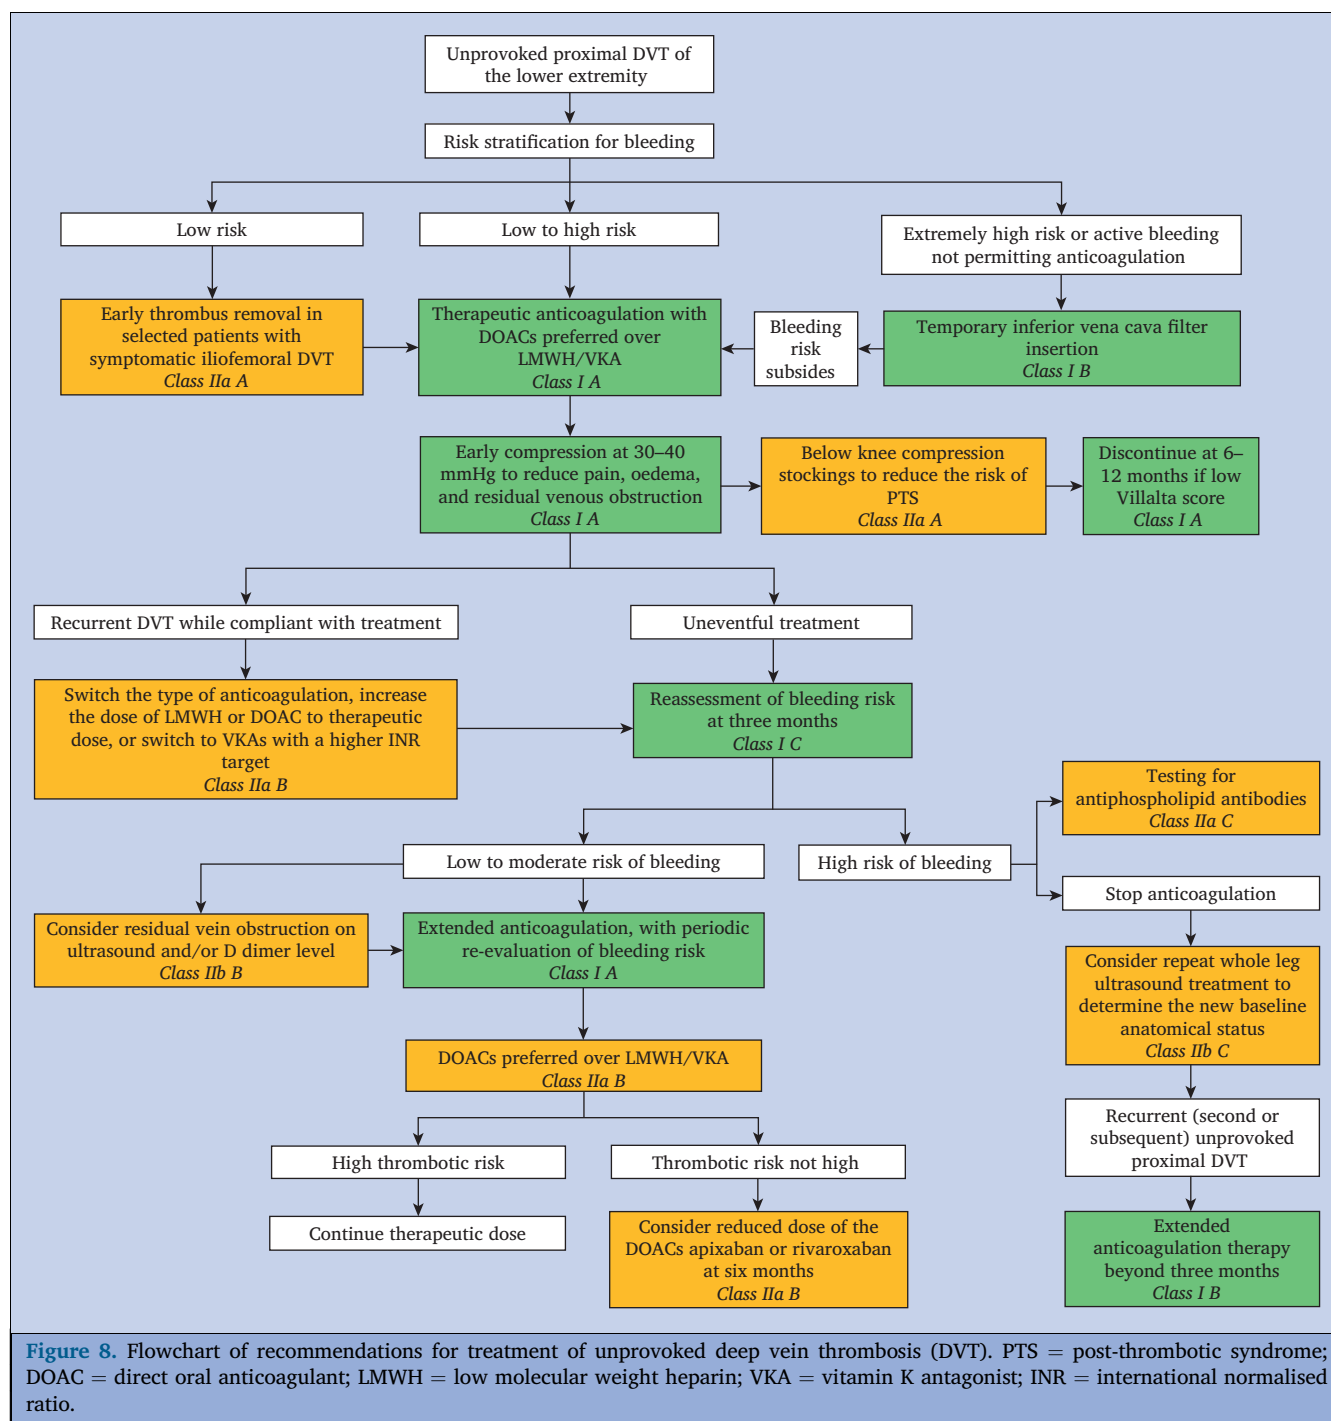 Unprovoked proximal DVT of
the lower extremity
Risk stratification for bleeding
Low risk
Low to high risk
Extremely high risk or active bleeding
not permitting anticoagulation
Early thrombus removal in
selected patients with
symptomatic iliofemoral DVT
Class IIa A
Therapeutic anticoagulation with
DOACs preferred over
LMWH/VKA
Class I A
Bleeding
risk
subsides
Temporary inferior vena cava filter
insertion
Class I B
Early compression at 30–40
mmHg to reduce pain, oedema,
and residual venous obstruction
Class I A
Below knee compression
stockings to reduce the risk of
PTS
Class IIa A
Discontinue at 6–
12 months if low
Villalta score
Class I A
Recurrent DVT while compliant with treatment
Uneventful treatment
Switch the type of anticoagulation, increase
the dose of LMWH or DOAC to therapeutic
dose, or switch to VKAs with a higher INR
target
Class IIa B
Reassessment of bleeding risk
at three months
Class I C
Testing for
antiphospholipid antibodies
Class IIa C
Low to moderate risk of bleeding
High risk of bleeding
Stop anticoagulation
Consider residual vein obstruction on
ultrasound and/or D dimer level
Class IIb B
Extended anticoagulation, with periodic
re-evaluation of bleeding risk
Class I A
Consider repeat whole leg
ultrasound treatment to
determine the new baseline
anatomical status
Class IIb C
DOACs preferred over LMWH/VKA
Class IIa B
Recurrent (second or
subsequent) unprovoked
proximal DVT
High thrombotic risk
Thrombotic risk not high
Continue therapeutic dose
Consider reduced dose of the
DOACs apixaban or rivaroxaban
at six months
Class IIa B
Extended
anticoagulation therapy
beyond three months
Class I B
Figure 8. Flowchart of recommendations for treatment of unprovoked deep vein thrombosis (DVT). PTS = post-thrombotic syndrome;
DOAC = direct oral anticoagulant; LMWH = low molecular weight heparin; VKA = vitamin K antagonist; INR = international normalised
ratio.